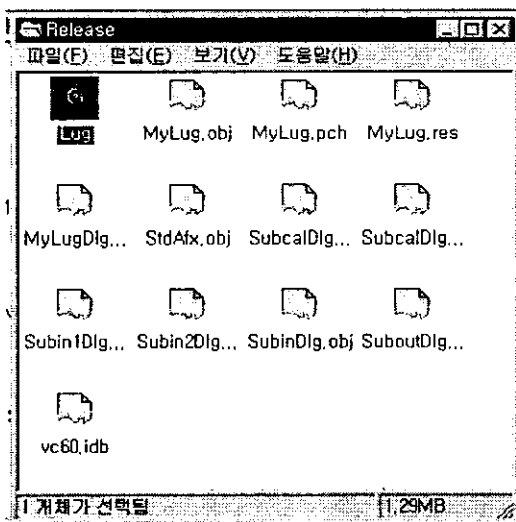 Release
파일(F) 편집(E) 보기(V) 도움말(H)
Lug MyLug.obj MyLug.pch MyLug.res
MyLugDlg... StdAfx.obj SubcalDlg... SubcalDlg...
Subin1Dlg... Subin2Dlg... SubinDlg.obj SuboutDlg...
vc60.idb
1 개체가 선택됨 1.29MB